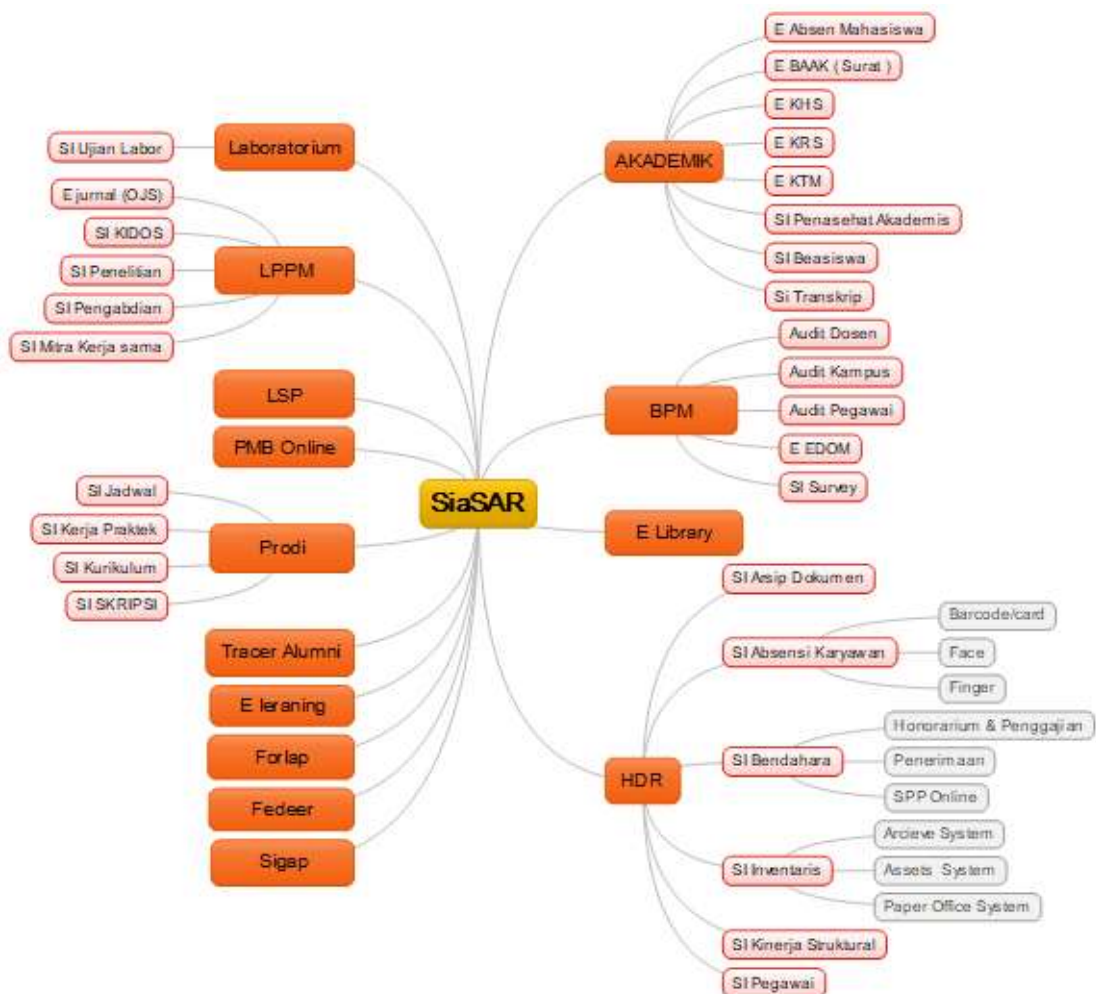 SiaSAR
Laboratorium
SI Ujian Labor
LPPM
E jurnal (OJS)
SI KIDOS
SI Penelitian
SI Pengabdian
SI Mitra Kerja sama
LSP
PMB Online
Prodi
SI Jadwal
SI Kerja Praktek
SI Kurikulum
SI SKRIPSI
Tracer Alumni
E leraning
Forlap
Fedeer
Sigap
AKADEMIK
E Absen Mahasiswa
E BAAK ( Surat )
E KHS
E KRS
E KTM
SI Penasehat Akademis
SI Beasiswa
Si Transkrip
BPM
Audit Dosen
Audit Kampus
Audit Pegawai
E EDOM
SI Survey
E Library
HDR
SI Arsip Dokumen
SI Absensi Karyawan
Barcode/card
Face
Finger
SI Bendahara
Honorarium & Penggajian
Penerimaan
SPP Online
SI Inventaris
Arcieve System
Assets System
Paper Office System
SI Kinerja Struktural
SI Pegawai